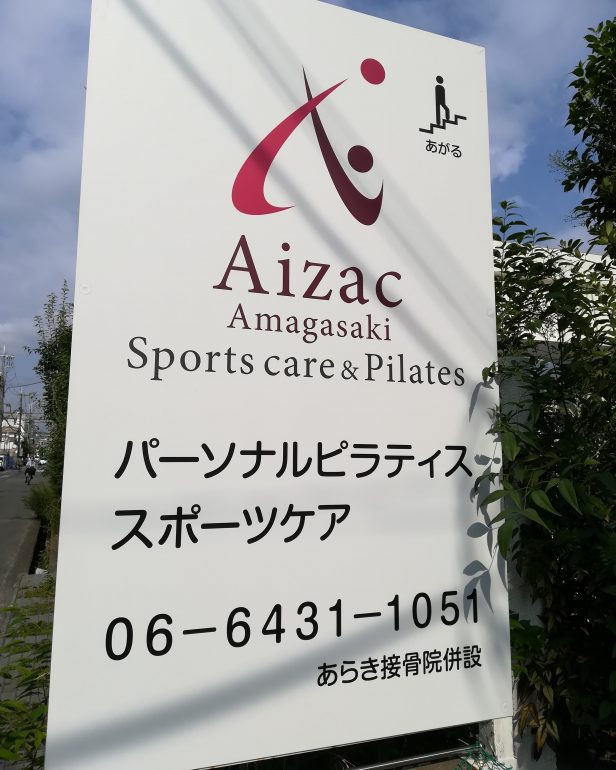 あがる
Aizac
Amagasaki
Sports care & Pilates
パーソナルピラティス
スポーツケア
06-6431-1051
あらき接骨院併設